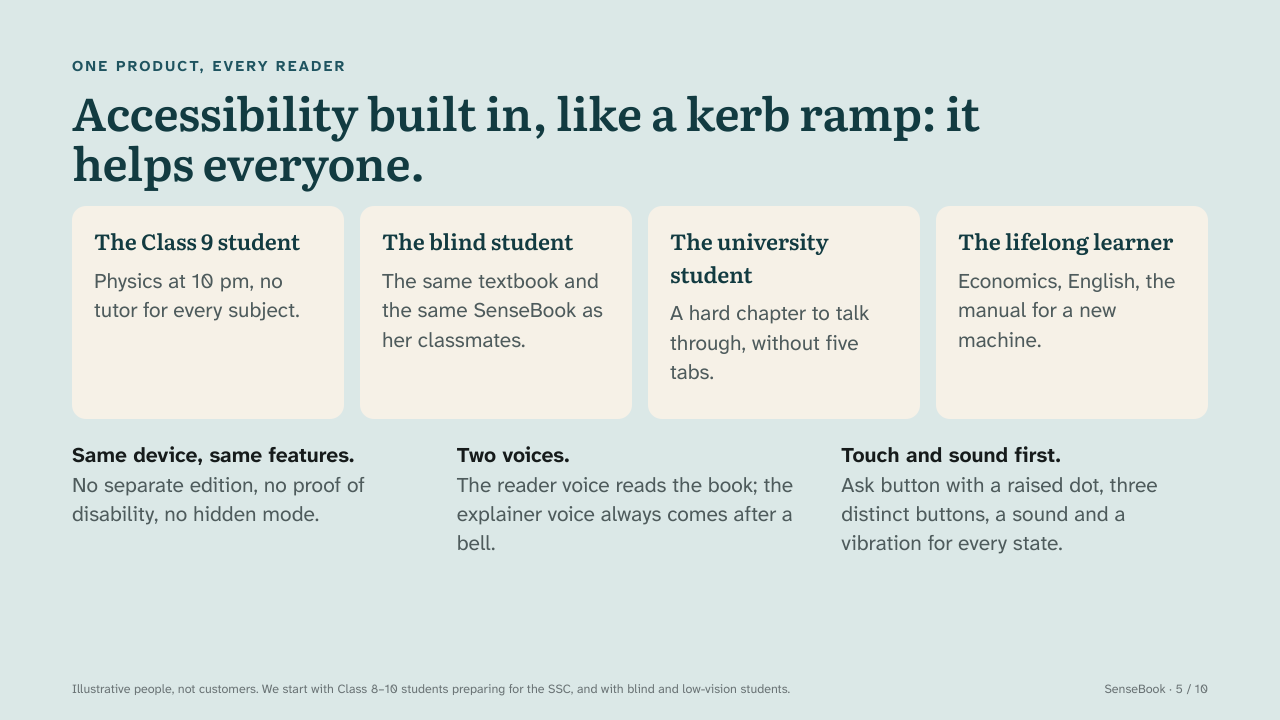 ONE PRODUCT, EVERY READER
Accessibility built in, like a kerb ramp: it
helps everyone.
The Class 9 student
Physics at 10 pm, no
tutor for every subject.
The blind student
The same textbook and
the same SenseBook as
her classmates.
The university
student
A hard chapter to talk
through, without five
tabs.
The lifelong learner
Economics, English, the
manual for a new
machine.
Same device, same features.
No separate edition, no proof of
disability, no hidden mode.
Two voices.
The reader voice reads the book; the
explainer voice always comes after a
bell.
Touch and sound first.
Ask button with a raised dot, three
distinct buttons, a sound and a
vibration for every state.
Illustrative people, not customers. We start with Class 8–10 students preparing for the SSC, and with blind and low-vision students.
SenseBook · 5 / 10